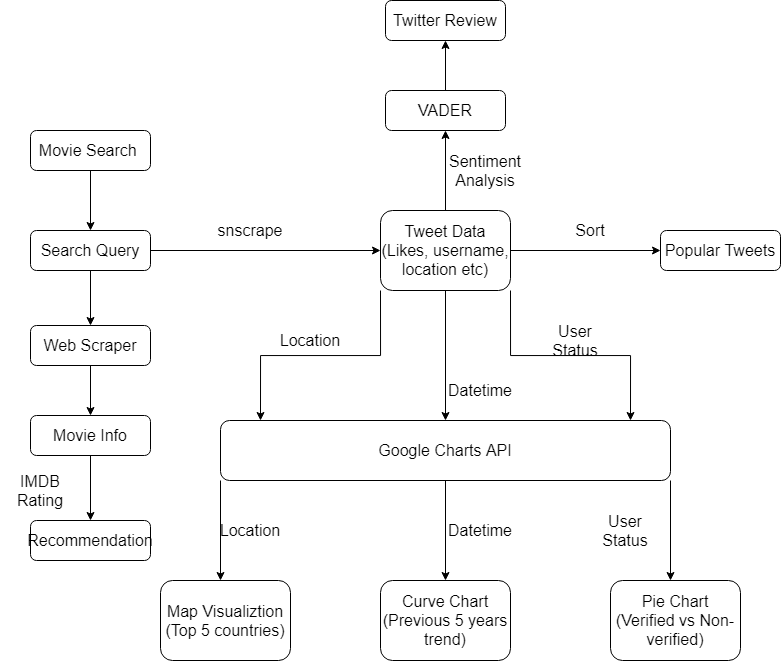 Twitter Review
VADER
Movie Search
Sentiment
Analysis
snscrape
Search Query
Tweet Data
(Likes, username,
location etc)
Sort
Popular Tweets
Web Scraper
Location
User
Status
Datetime
Movie Info
Google Charts API
IMDB
Rating
Recommendation
Location
Datetime
User
Status
Map Visualiztion
(Top 5 countries)
Curve Chart
(Previous 5 years
trend)
Pie Chart
(Verified vs Non-
verified)